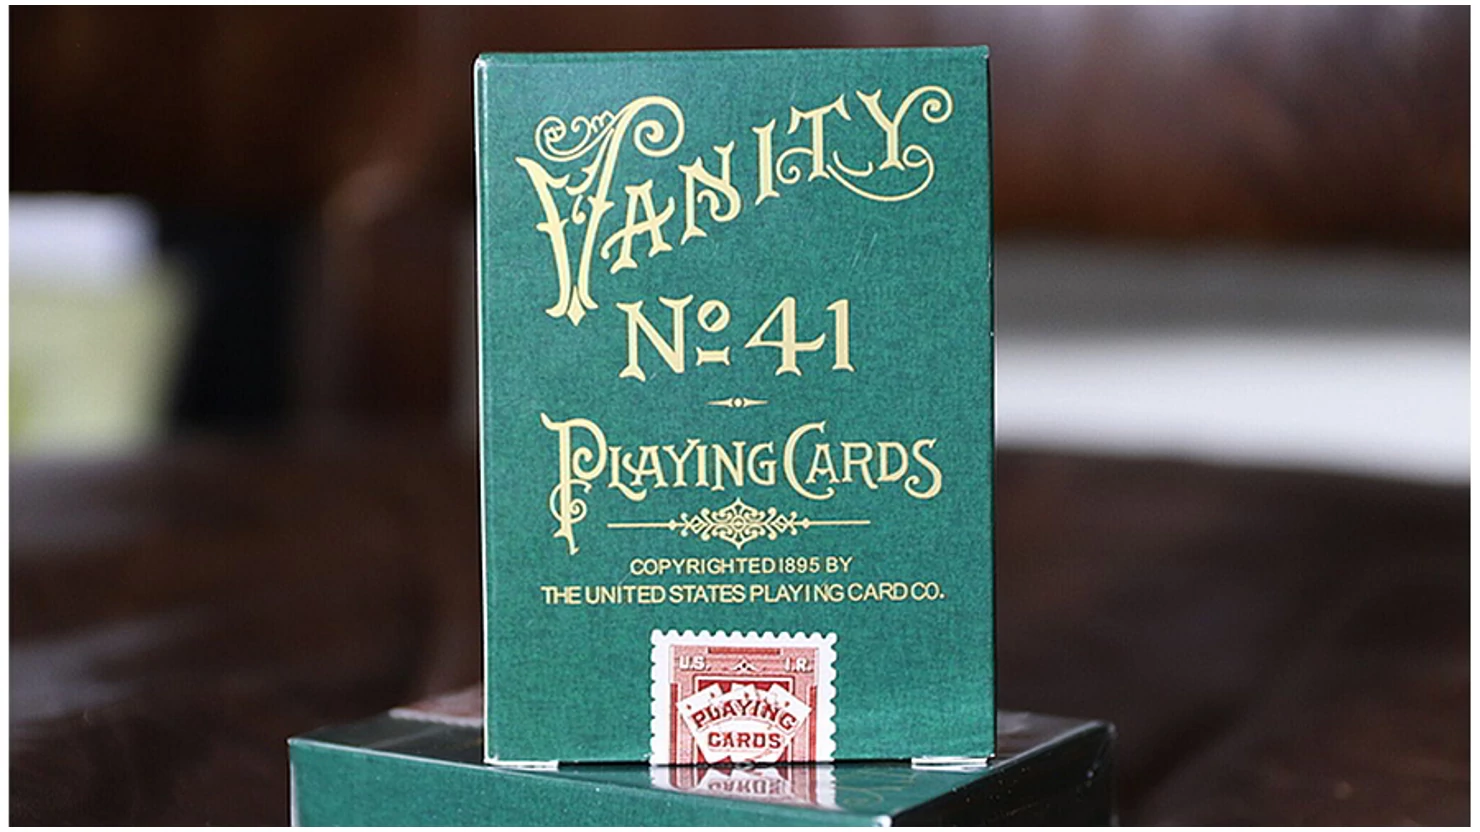 VANITY
No 41
PLAYING CARDS
COPYRIGHTED 1895 BY
THE UNITED STATES PLAYING CARD CO.
U.S. I.R.
PLAYING
CARDS